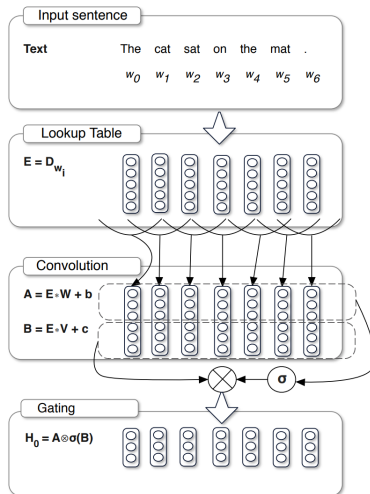 Input sentence
Text The cat sat on the mat .
w0 w1 w2 w3 w4 w5 w6
Lookup Table
E = Dwi
Convolution
A = E∗W + b
B = E∗V + c
σ
Gating
H0 = A⊗σ(B)